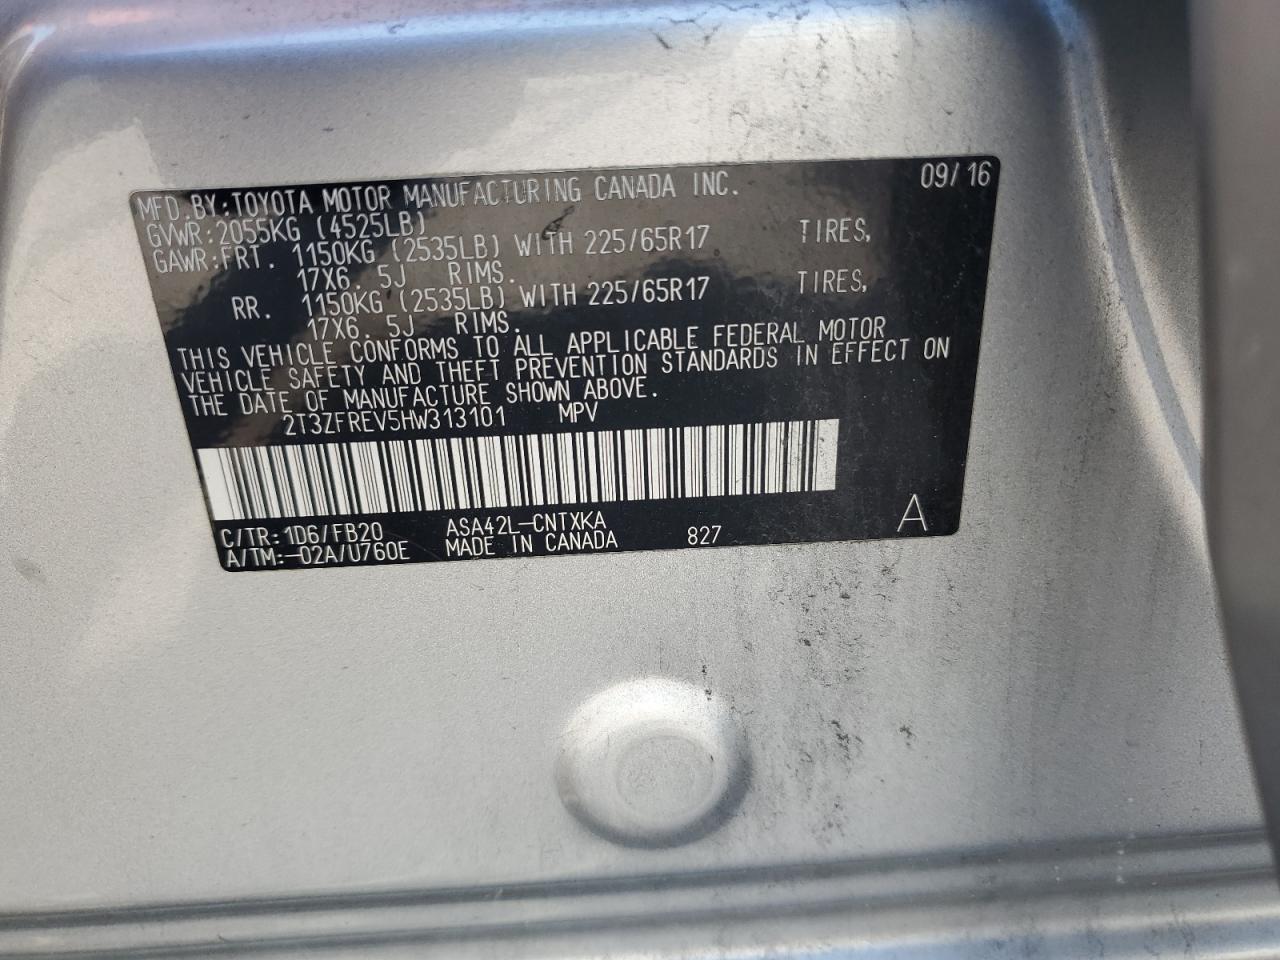 MFD.BY:TOYOTA MOTOR MANUFACTURING CANADA INC. 09/16
GVWR:2055KG (4525LB)
GAWR:FRT. 1150KG (2535LB) WITH 225/65R17 TIRES,
17X6. 5J RIMS.
RR. 1150KG (2535LB) WITH 225/65R17 TIRES,
17X6. 5J RIMS.
THIS VEHICLE CONFORMS TO ALL APPLICABLE FEDERAL MOTOR
VEHICLE SAFETY AND THEFT PREVENTION STANDARDS IN EFFECT ON
THE DATE OF MANUFACTURE SHOWN ABOVE.
2T3ZFREV5HW313101 MPV
C/TR:1D6/FB20 ASA42L-CNTXKA
A/TM:-02A/U760E MADE IN CANADA 827 A